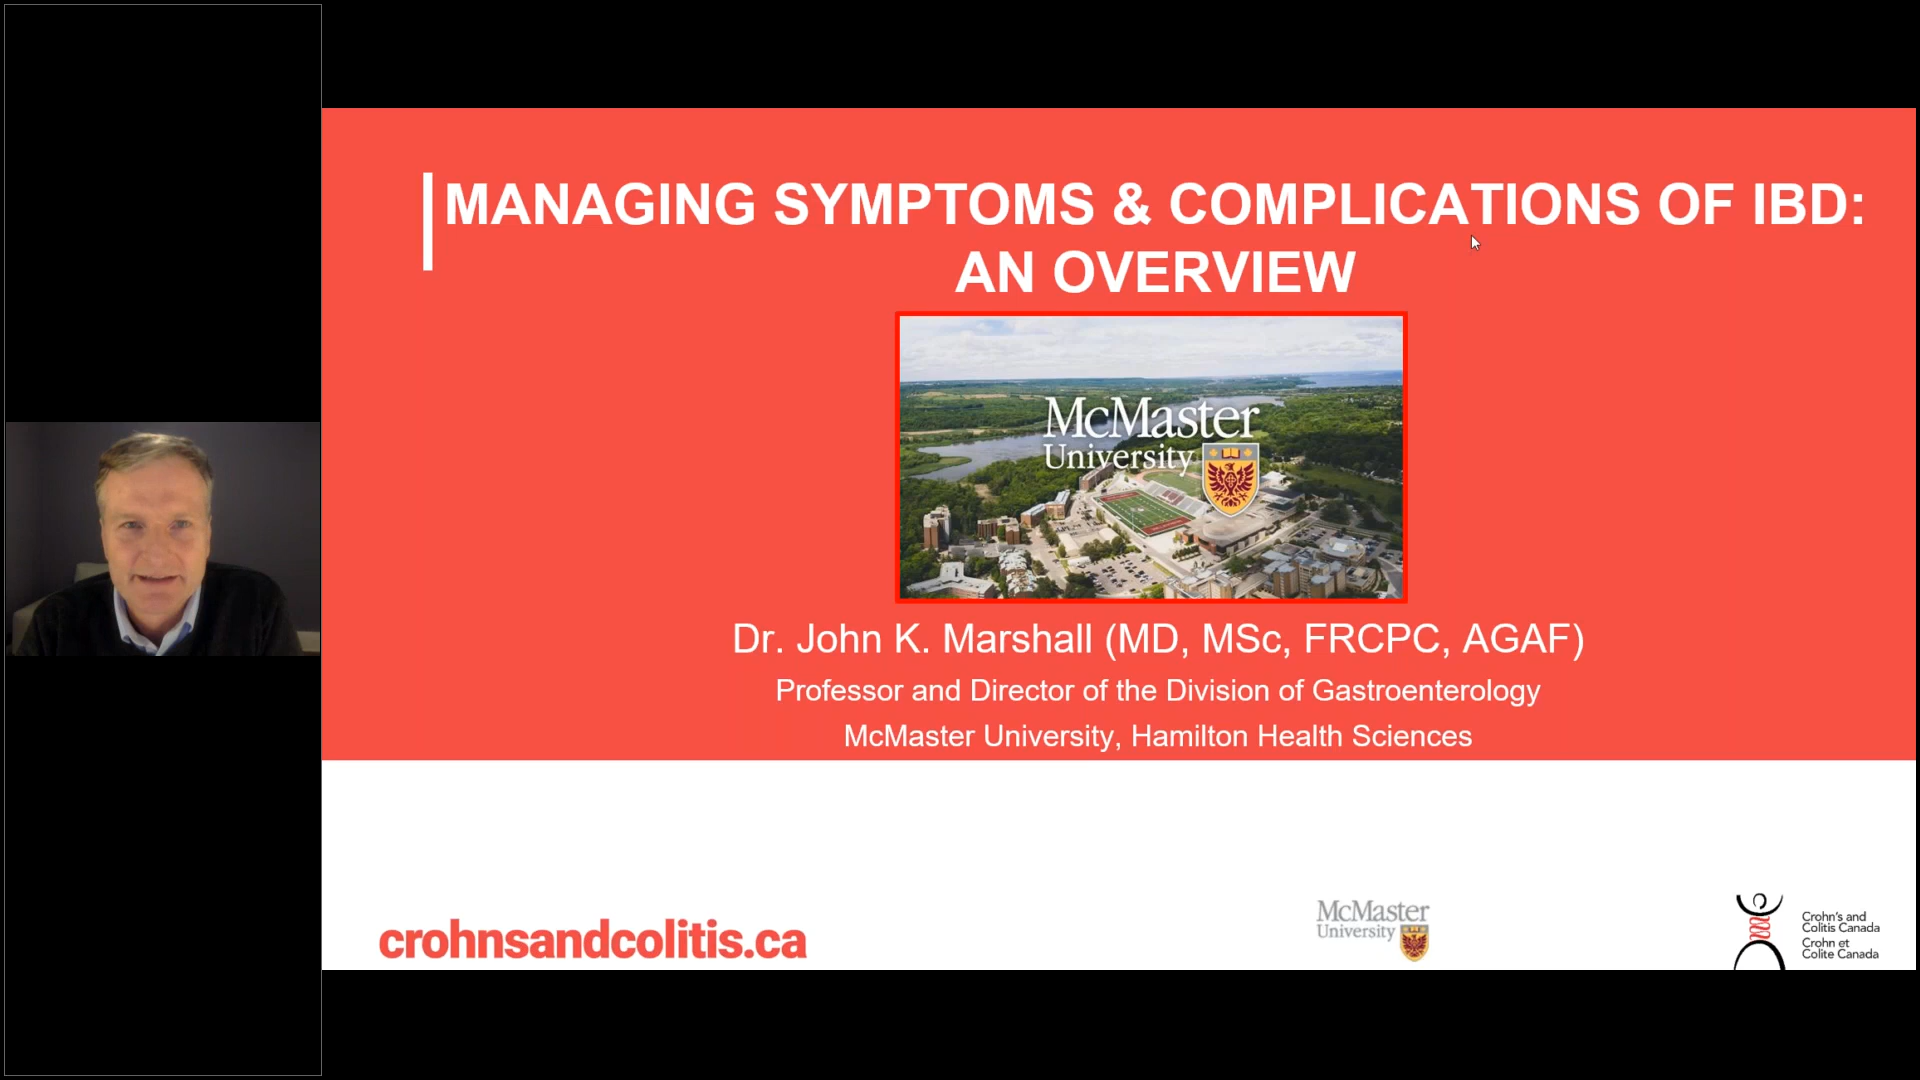 MANAGING SYMPTOMS & COMPLICATIONS OF IBD:
AN OVERVIEW
McMaster
University
Dr. John K. Marshall (MD, MSc, FRCPC, AGAF)
Professor and Director of the Division of Gastroenterology
McMaster University, Hamilton Health Sciences
crohnsandcolitis.ca
McMaster
University
Crohn's and
Colitis Canada
Crohn et
Colite Canada